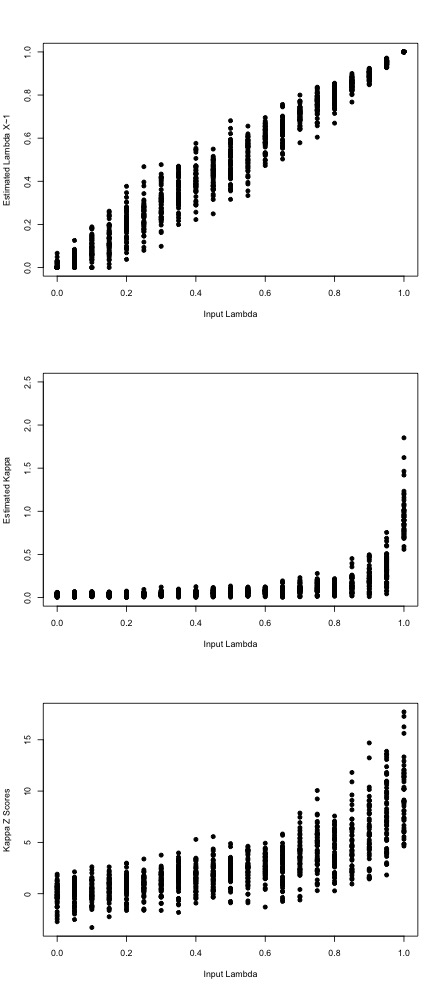 1.0
0.8
0.6
0.4
0.2
0.0
Estimated Lambda X−1
0.0 0.2 0.4 0.6 0.8 1.0
Input Lambda
2.5
2.0
1.5
1.0
0.5
0.0
Estimated Kappa
0.0 0.2 0.4 0.6 0.8 1.0
Input Lambda
15
10
5
0
Kappa Z Scores
0.0 0.2 0.4 0.6 0.8 1.0
Input Lambda